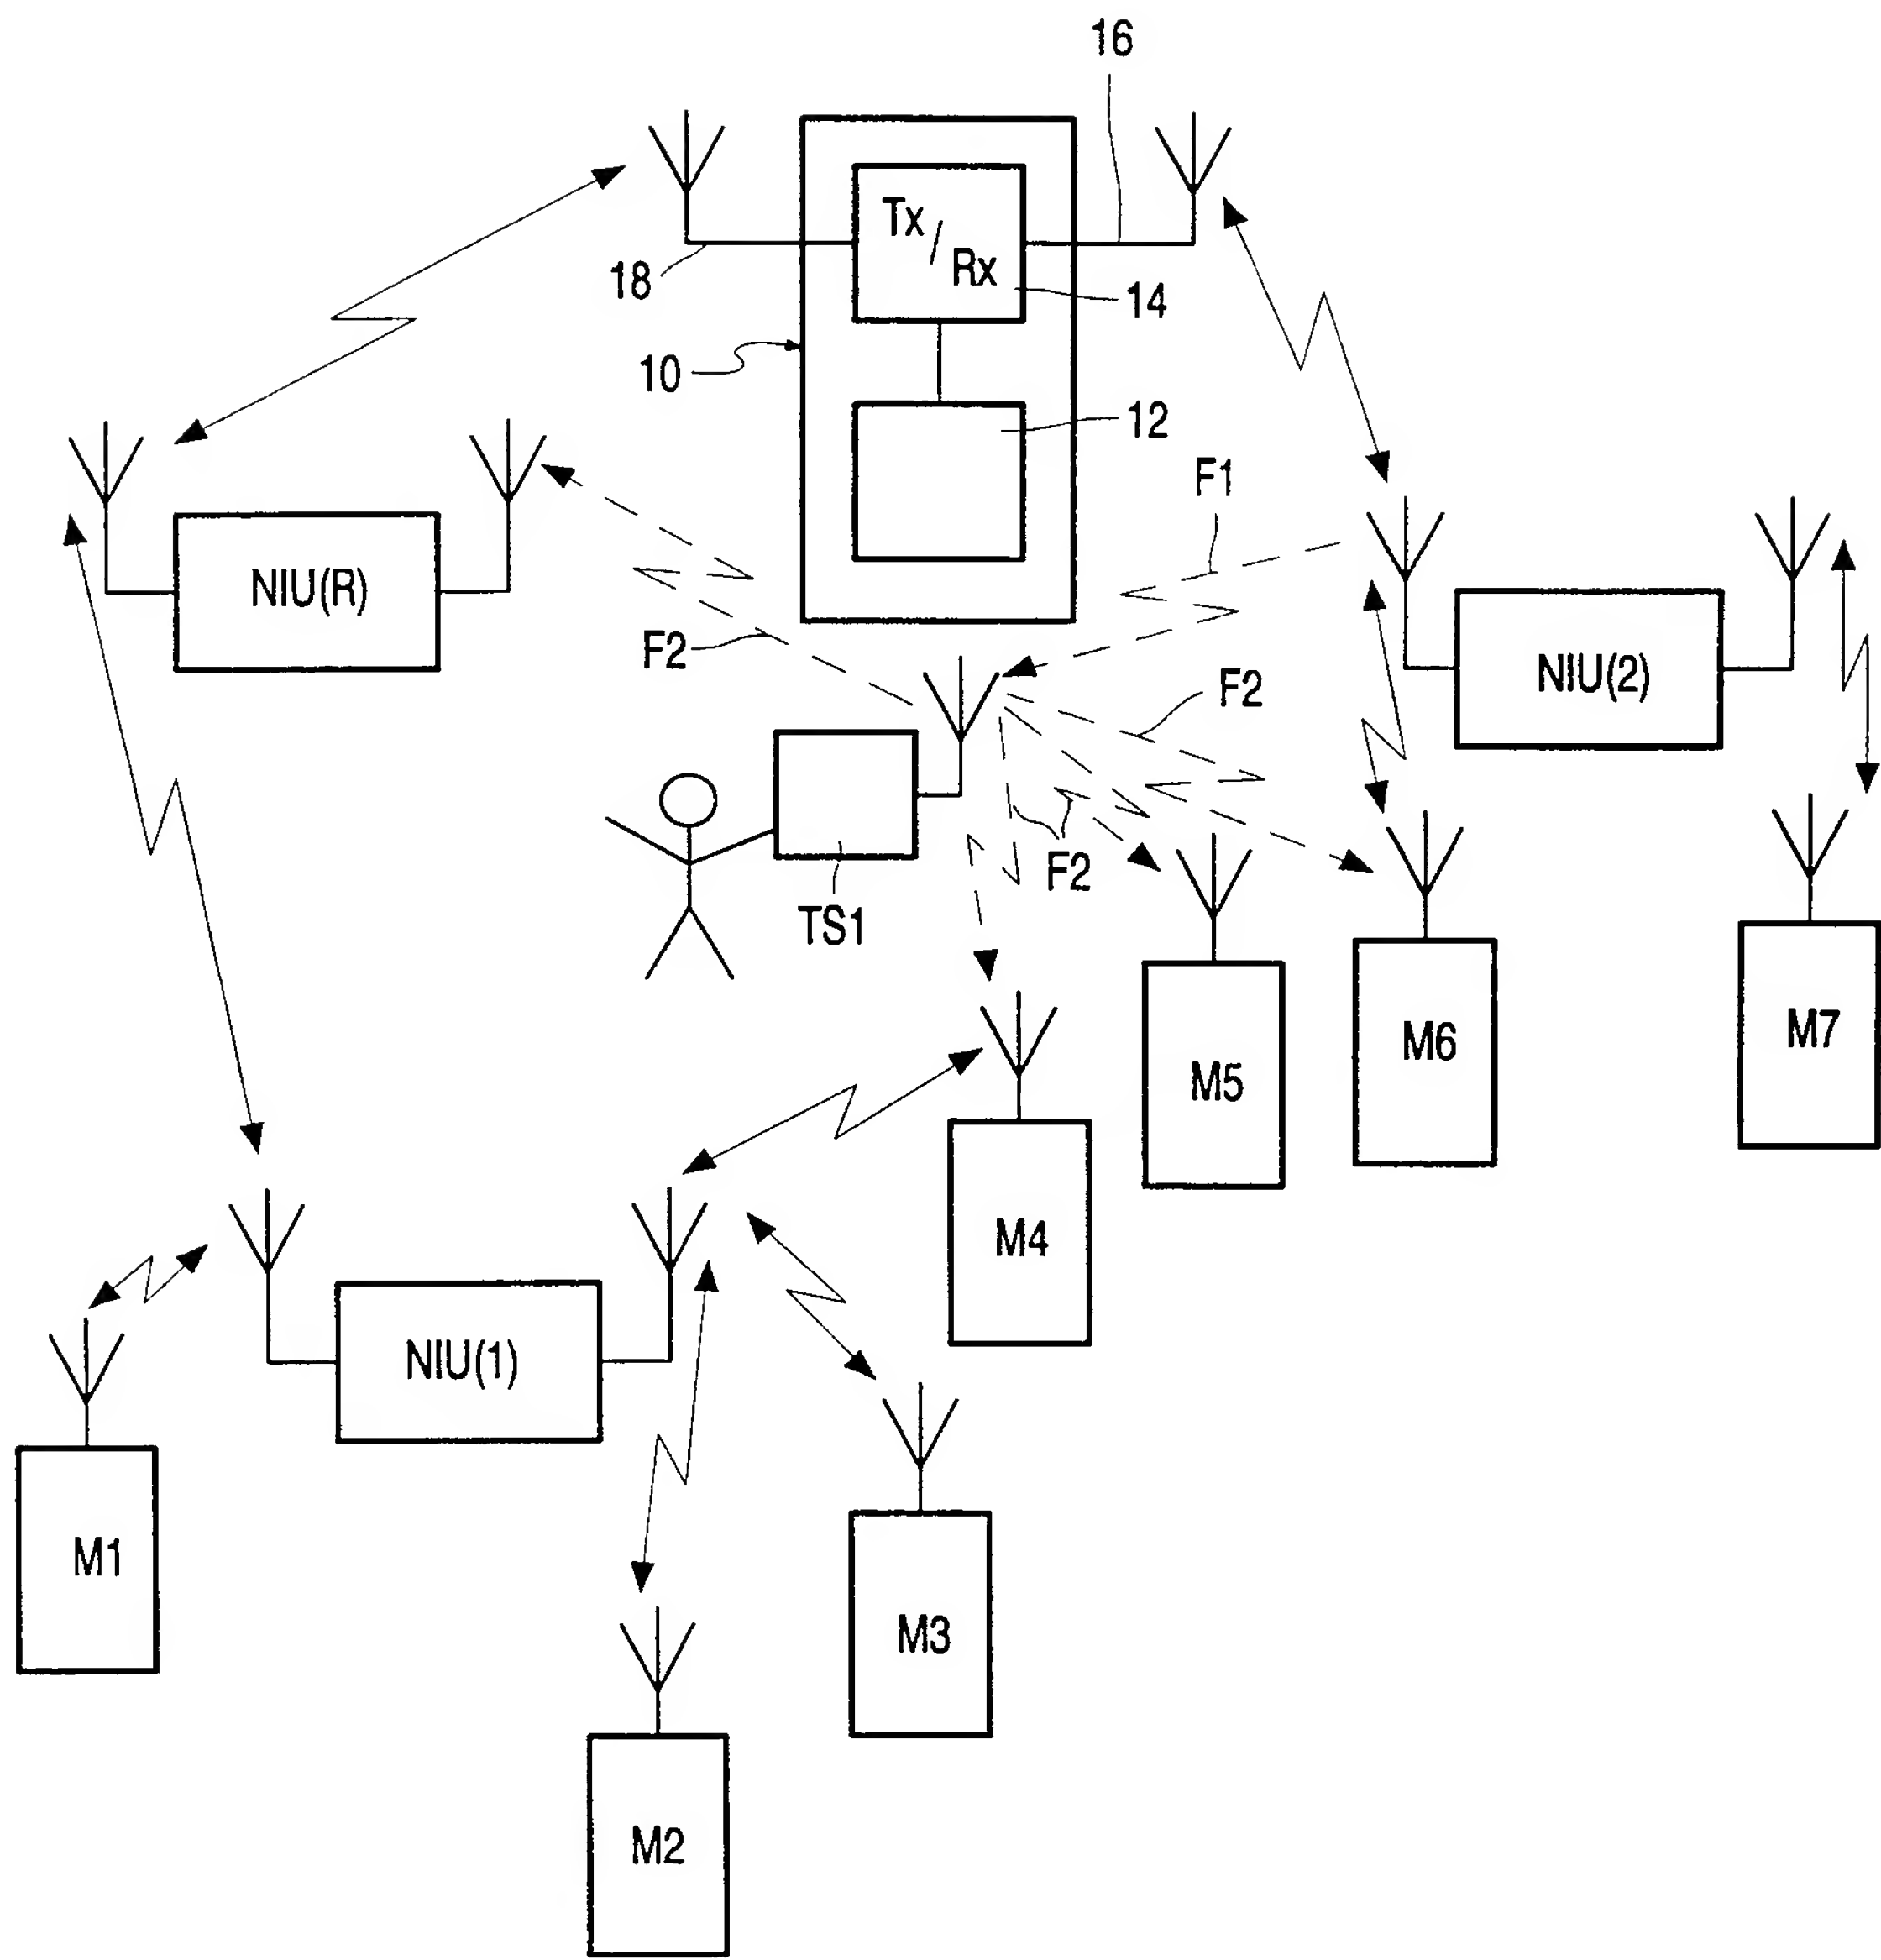 16
Tx/Rx
18
14
10
12
F1
NIU(R)
F2
NIU(2)
F2
F2
TS1
M7
M6
M5
M4
NIU(1)
M1
M3
M2